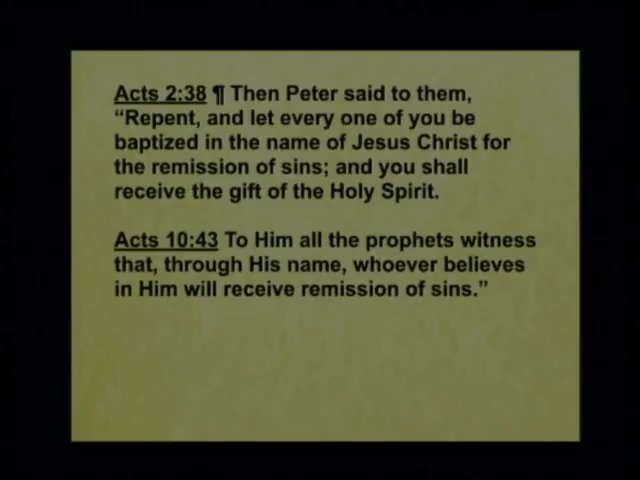 Acts 2:38 ¶ Then Peter said to them,
“Repent, and let every one of you be
baptized in the name of Jesus Christ for
the remission of sins; and you shall
receive the gift of the Holy Spirit.
Acts 10:43 To Him all the prophets witness
that, through His name, whoever believes
in Him will receive remission of sins.”